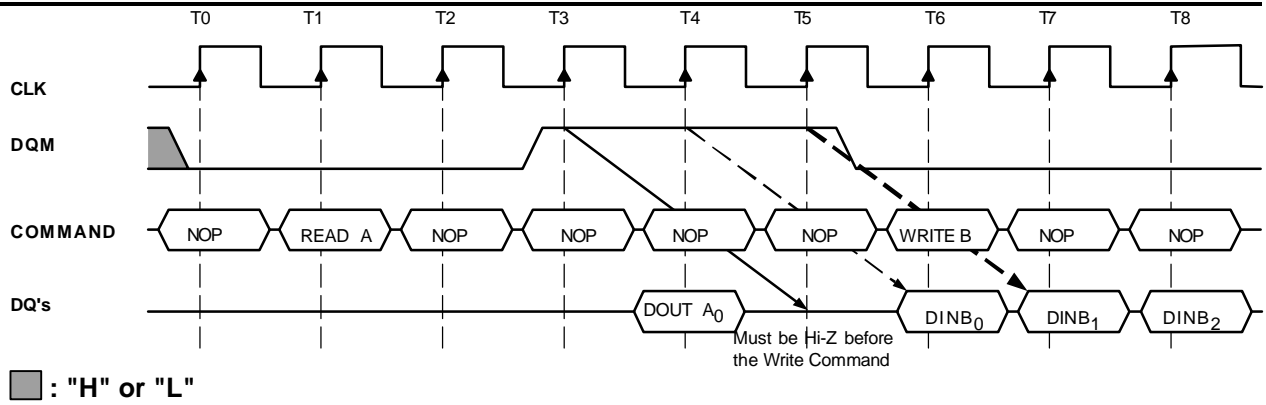 T0 T1 T2 T3 T4 T5 T6 T7 T8
CLK
DQM
COMMAND NOP READ A NOP NOP NOP NOP WRITE B NOP NOP
DQ's DOUT A0 DINB0 DINB1 DINB2
Must be Hi-Z before
the Write Command
: "H" or "L"